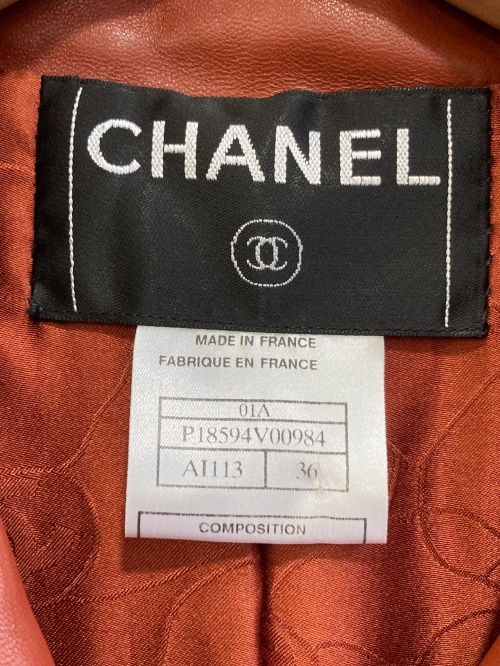 CHANEL
MADE IN FRANCE
FABRIQUE EN FRANCE
01A
P18594V00984
AI113 36
COMPOSITION